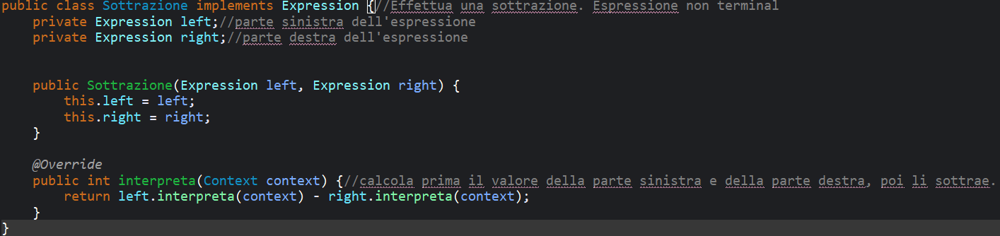 public class Sottrazione implements Expression {//Effettua una sottrazione. Espressione non terminal
    private Expression left;//parte sinistra dell'espressione
    private Expression right;//parte destra dell'espressione
    public Sottrazione(Expression left, Expression right) {
        this.left = left;
        this.right = right;
    }
    @Override
    public int interpreta(Context context) {//calcola prima il valore della parte sinistra e della parte destra, poi li sottrae.
        return left.interpreta(context) - right.interpreta(context);
    }
}